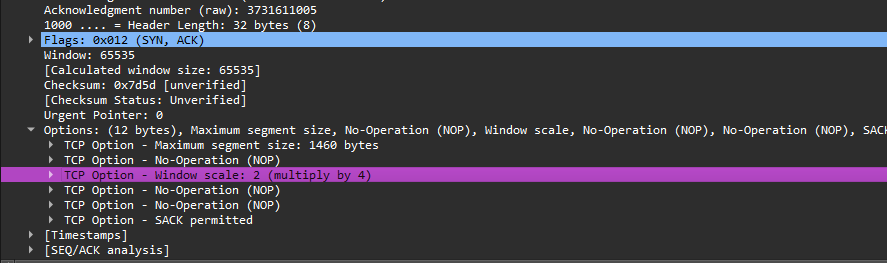 Acknowledgment number (raw): 3731611005
1000 .... = Header Length: 32 bytes (8)
Flags: 0x012 (SYN, ACK)
Window: 65535
[Calculated window size: 65535]
Checksum: 0x7d5d [unverified]
[Checksum Status: Unverified]
Urgent Pointer: 0
Options: (12 bytes), Maximum segment size, No-Operation (NOP), Window scale, No-Operation (NOP), No-Operation (NOP), SACK
TCP Option - Maximum segment size: 1460 bytes
TCP Option - No-Operation (NOP)
TCP Option - Window scale: 2 (multiply by 4)
TCP Option - No-Operation (NOP)
TCP Option - No-Operation (NOP)
TCP Option - SACK permitted
[Timestamps]
[SEQ/ACK analysis]